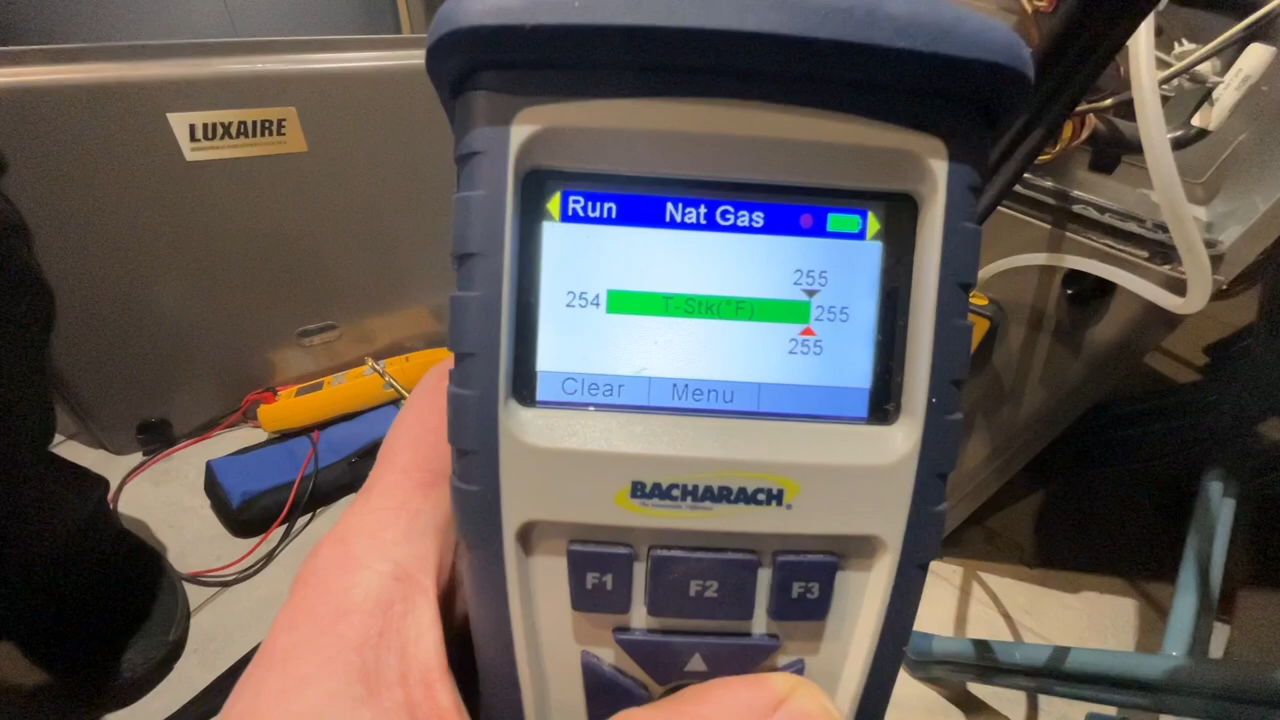 LUXAIRE
Run Nat Gas
255
254 T-Stk(°F) 255
255
Clear Menu
BACHARACH
F1 F2 F3